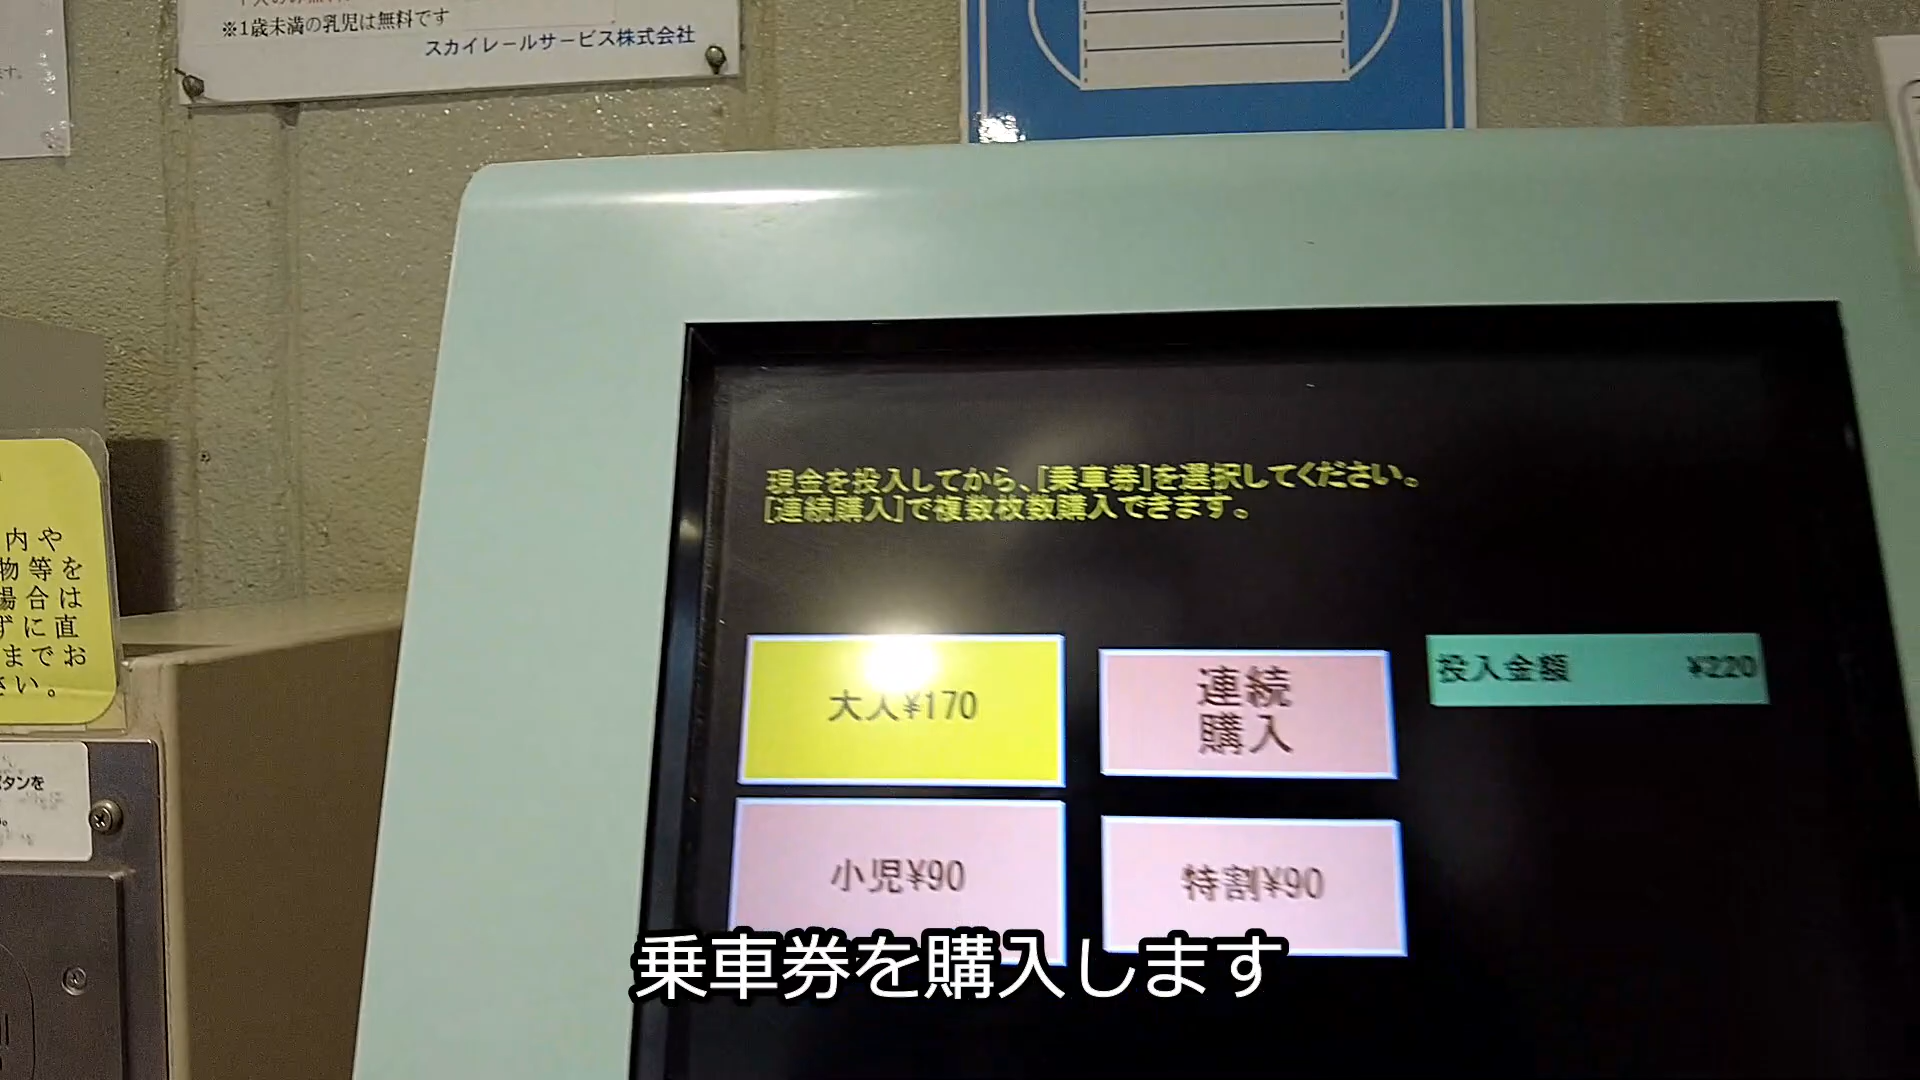 ※1歳未満の乳児は無料です
スカイレールサービス株式会社
ます。
内や
物等を
場合は
ずに直
までお
さい。
タンを
現金を投入してから、[乗車券]を選択してください。
[連続購入]で複数枚数購入できます。
大人¥170
連続
購入
投入金額 ¥220
小児¥90
特割¥90
乗車券を購入します